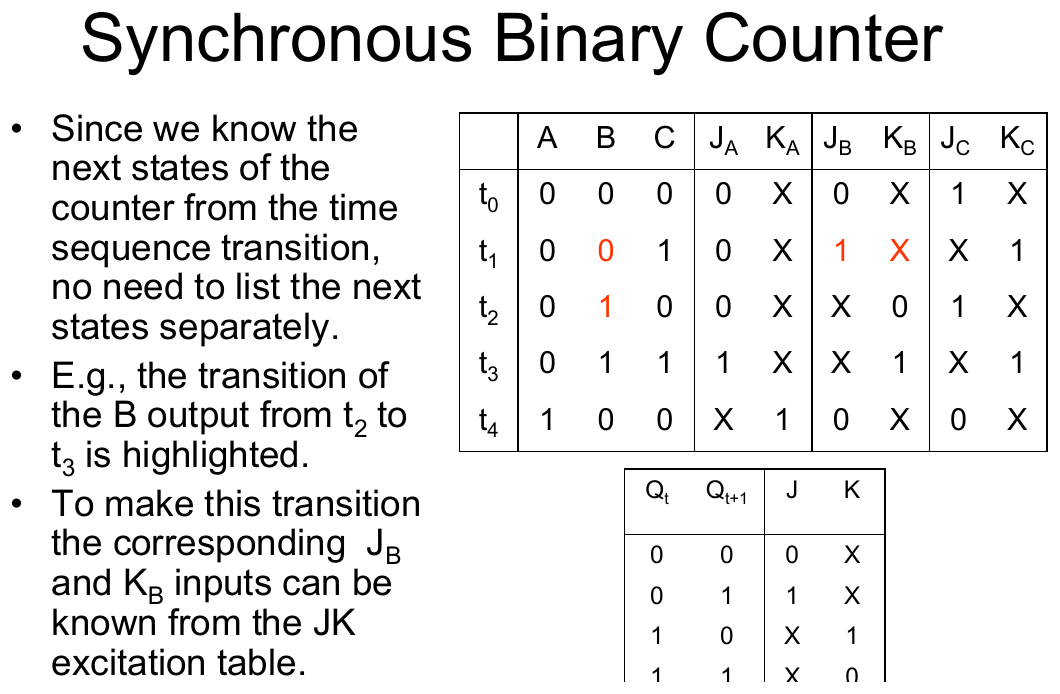 Synchronous Binary Counter
• Since we know the
next states of the
counter from the time
sequence transition,
no need to list the next
states separately.
• E.g., the transition of
the B output from t2 to
t3 is highlighted.
• To make this transition
the corresponding JB
and KB inputs can be
known from the JK
excitation table.
A B C JA KA JB KB JC KC
t0 0 0 0 0 X 0 X 1 X
t1 0 0 1 0 X 1 X X 1
t2 0 1 0 0 X X 0 1 X
t3 0 1 1 1 X X 1 X 1
t4 1 0 0 X 1 0 X 0 X
Qt Qt+1 J K
0 0 0 X
0 1 1 X
1 0 X 1
1 1 X 0